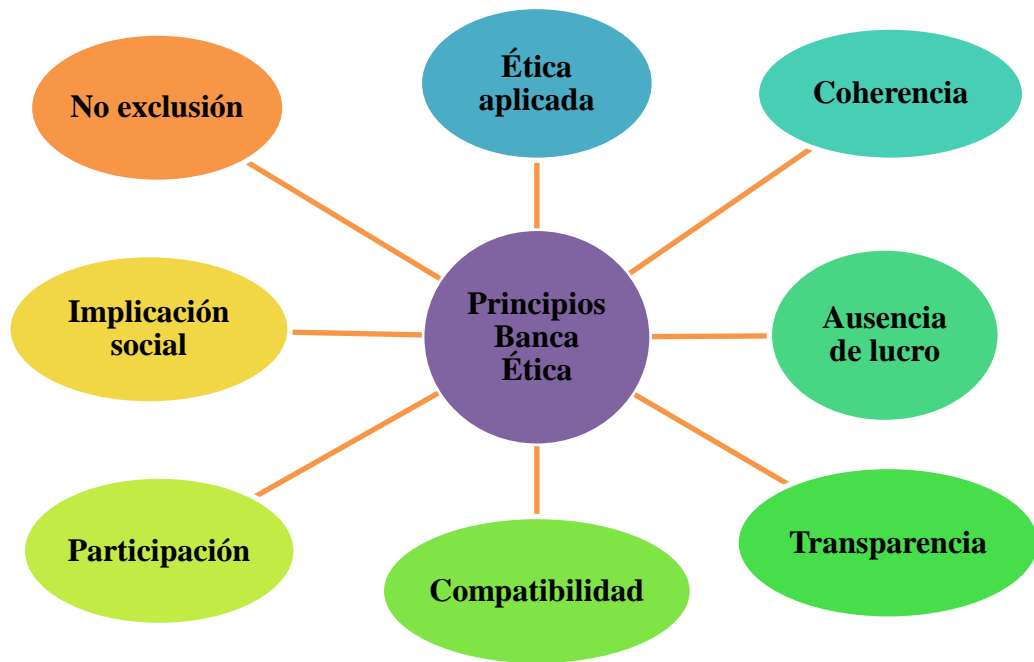 Ética
aplicada
No exclusión
Coherencia
Implicación
social
Principios
Banca
Ética
Ausencia
de lucro
Participación
Compatibilidad
Transparencia